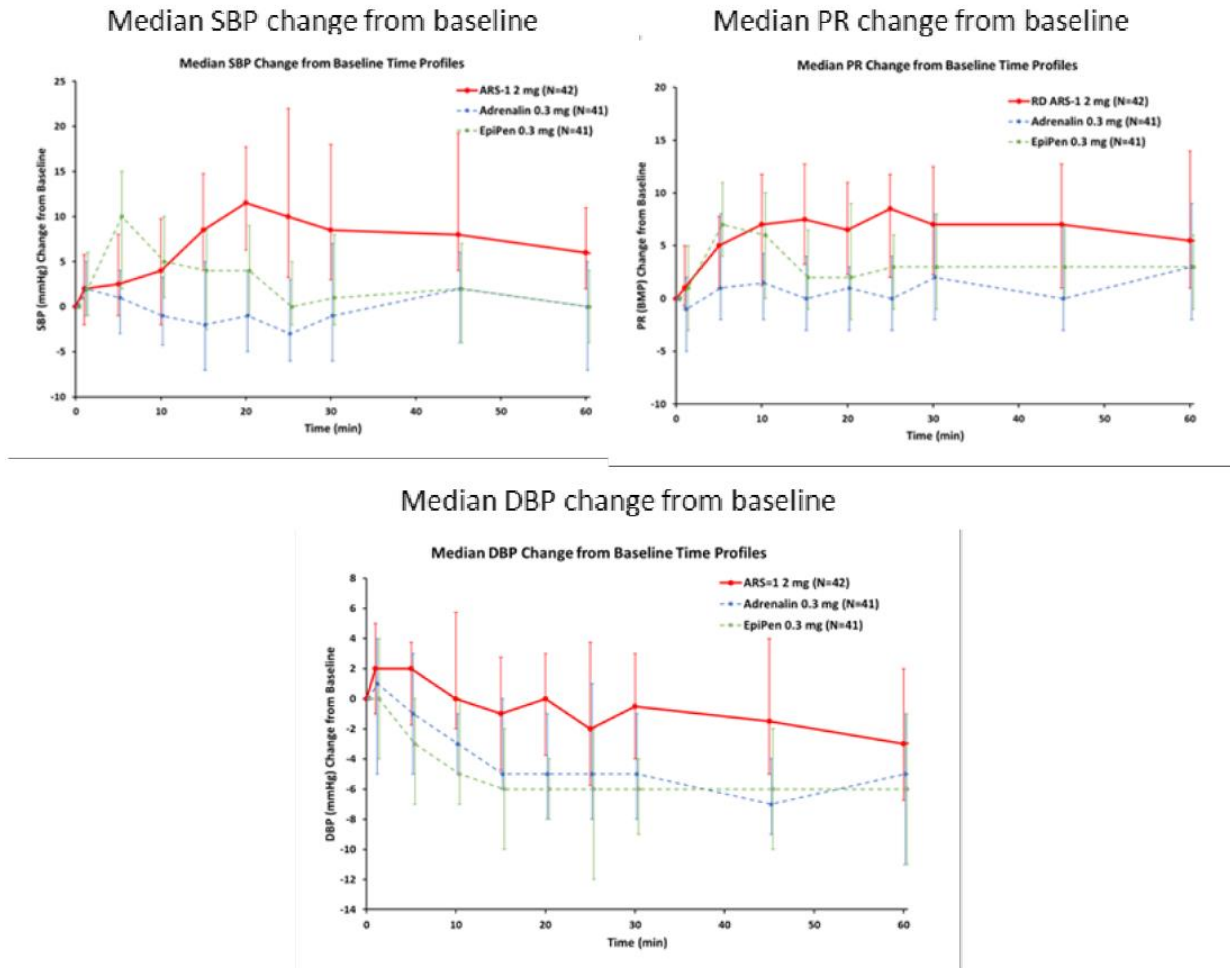 Median SBP change from baseline
Median PR change from baseline
Median SBP Change from Baseline Time Profiles
25
20
15
10
5
0
-5
-10
SBP (mmHg) Change from Baseline
ARS-1 2 mg (N=42)
Adrenalin 0.3 mg (N=41)
EpiPen 0.3 mg (N=41)
0 10 20 30 40 50 60
Time (min)
Median PR Change from Baseline Time Profiles
20
15
10
5
0
-5
-10
PR (BMP) Change from Baseline
RD ARS-1 2 mg (N=42)
Adrenalin 0.3 mg (N=41)
EpiPen 0.3 mg (N=41)
0 10 20 30 40 50 60
Time (min)
Median DBP change from baseline
Median DBP Change from Baseline Time Profiles
8
6
4
2
0
-2
-4
-6
-8
-10
-12
-14
DBP (mmHg) Change from Baseline
ARS=1 2 mg (N=42)
Adrenalin 0.3 mg (N=41)
EpiPen 0.3 mg (N=41)
0 10 20 30 40 50 60
Time (min)